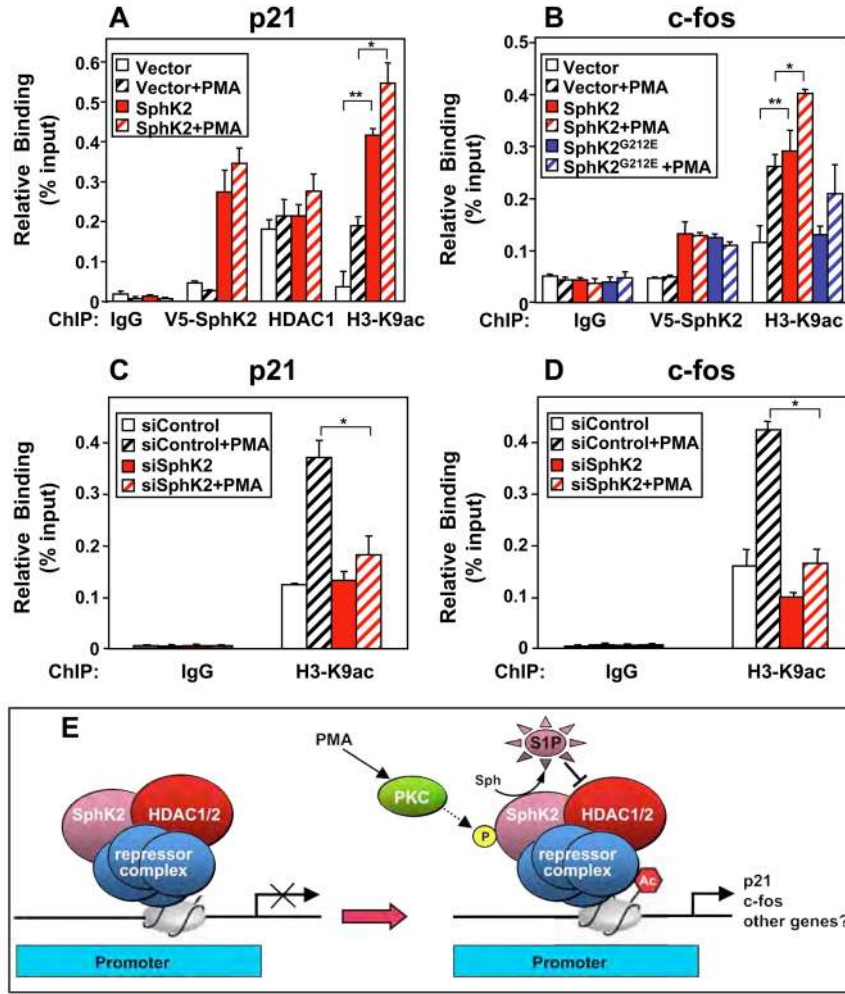 A p21
Relative Binding
(% input)
0.6
0.5
0.4
0.3
0.2
0.1
0
Vector
Vector+PMA
SphK2
SphK2+PMA
**
*
ChIP: IgG V5-SphK2 HDAC1 H3-K9ac
B c-fos
Relative Binding
(% input)
0.5
0.4
0.3
0.2
0.1
0
Vector
Vector+PMA
SphK2
SphK2+PMA
SphK2G212E
SphK2G212E +PMA
**
*
ChIP: IgG V5-SphK2 H3-K9ac
C p21
Relative Binding
(% input)
0.4
0.3
0.2
0.1
0
siControl
siControl+PMA
siSphK2
siSphK2+PMA
*
ChIP: IgG H3-K9ac
D c-fos
Relative Binding
(% input)
0.4
0.3
0.2
0.1
0
siControl
siControl+PMA
siSphK2
siSphK2+PMA
*
ChIP: IgG H3-K9ac
E
SphK2 HDAC1/2
repressor
complex
Promoter
PMA
PKC
P
Sph
S1P
SphK2 HDAC1/2
repressor
complex
Ac
p21
c-fos
other genes?
Promoter